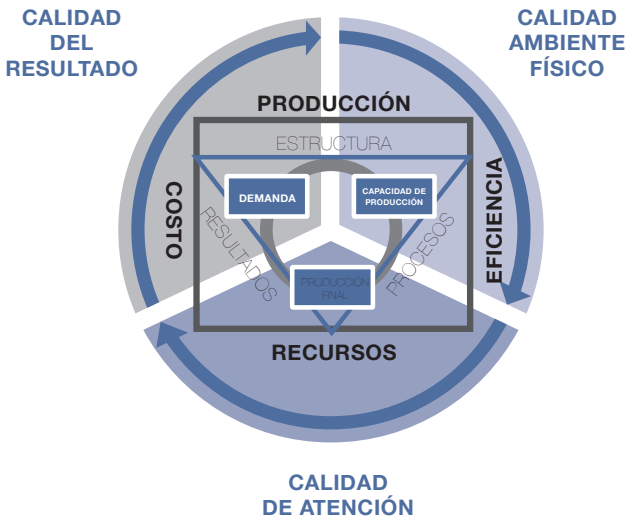 CALIDAD
DEL
RESULTADO
CALIDAD
AMBIENTE
FÍSICO
PRODUCCIÓN
ESTRUCTURA
DEMANDA
CAPACIDAD DE
PRODUCCIÓN
COSTO
RESULTADOS
PROCESOS
EFICIENCIA
PRODUCCIÓN
FINAL
RECURSOS
CALIDAD
DE ATENCIÓN